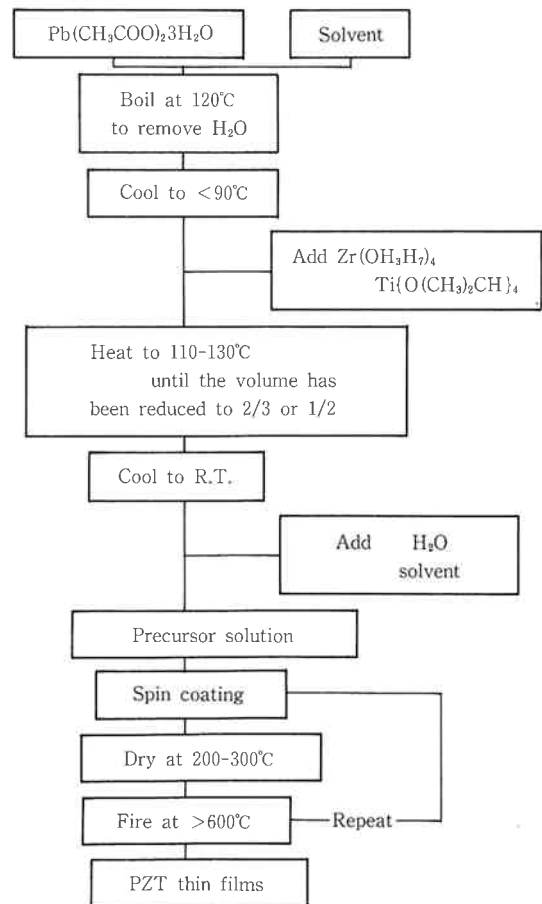 Pb(CH₃COO)₂3H₂O
Solvent
Boil at 120℃
to remove H₂O
Cool to <90℃
Add Zr(OH₃H₇)₄
Ti{O(CH₃)₂CH}₄
Heat to 110-130℃
until the volume has
been reduced to 2/3 or 1/2
Cool to R.T.
Add H₂O
solvent
Precursor solution
Spin coating
Dry at 200-300℃
Fire at >600℃
Repeat
PZT thin films